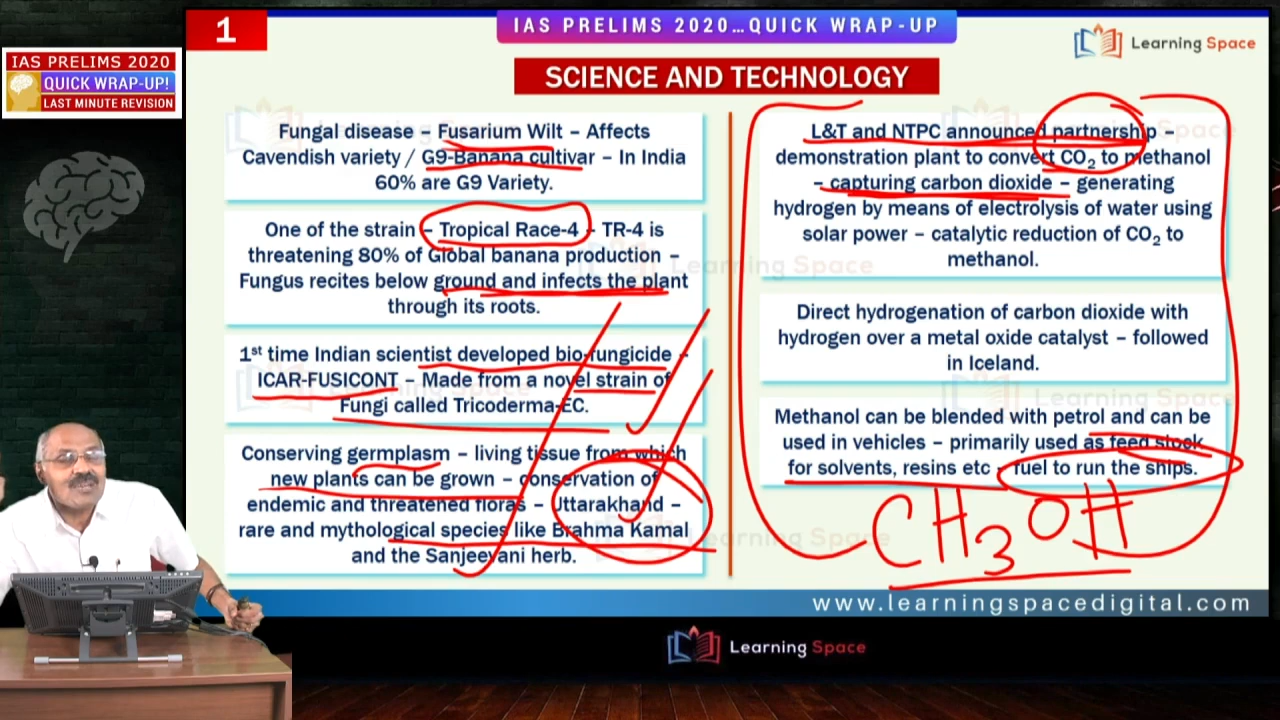 1
IAS PRELIMS 2020...QUICK WRAP-UP
Learning Space
IAS PRELIMS 2020
QUICK WRAP-UP!
LAST MINUTE REVISION
SCIENCE AND TECHNOLOGY
Fungal disease – Fusarium Wilt – Affects
Cavendish variety / G9-Banana cultivar – In India
60% are G9 Variety.
One of the strain – Tropical Race-4 – TR-4 is
threatening 80% of Global banana production –
Fungus recites below ground and infects the plant
through its roots.
1st time Indian scientist developed bio-fungicide –
ICAR-FUSICONT – Made from a novel strain of
Fungi called Tricoderma-EC.
Conserving germplasm – living tissue from which
new plants can be grown – conservation of
endemic and threatened floras – Uttarakhand –
rare and mythological species like Brahma Kamal
and the Sanjeevani herb.
L&T and NTPC announced partnership –
demonstration plant to convert CO2 to methanol
– capturing carbon dioxide – generating
hydrogen by means of electrolysis of water using
solar power – catalytic reduction of CO2 to
methanol.
Direct hydrogenation of carbon dioxide with
hydrogen over a metal oxide catalyst – followed
in Iceland.
Methanol can be blended with petrol and can be
used in vehicles – primarily used as feed stock
for solvents, resins etc – fuel to run the ships.
CH3OH
www.learningspacedigital.com
Learning Space